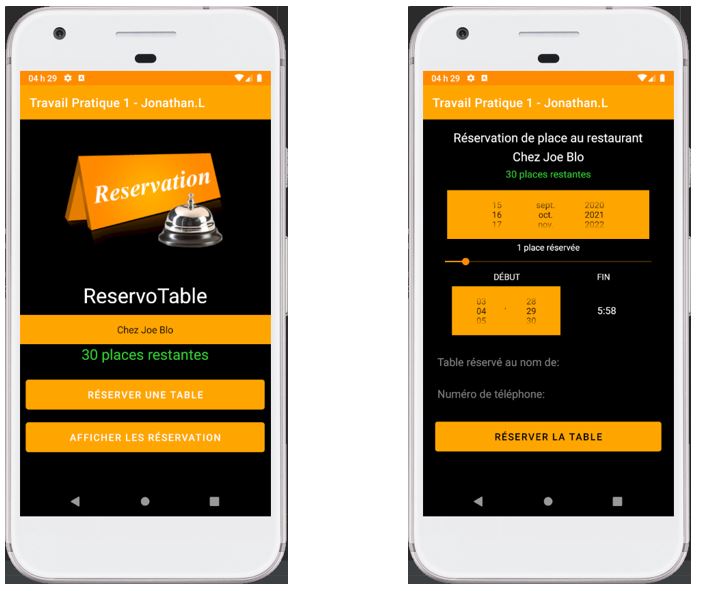 04 h 29
Travail Pratique 1 - Jonathan.L
Reservation
ReservoTable
Chez Joe Blo
30 places restantes
RÉSERVER UNE TABLE
AFFICHER LES RÉSERVATION
04 h 29
Travail Pratique 1 - Jonathan.L
Réservation de place au restaurant
Chez Joe Blo
30 places restantes
15 sept. 2020
16 oct. 2021
17 nov. 2022
1 place réservée
DÉBUT FIN
03 28
04 : 29 5:58
05 30
Table réservé au nom de:
Numéro de téléphone:
RÉSERVER LA TABLE